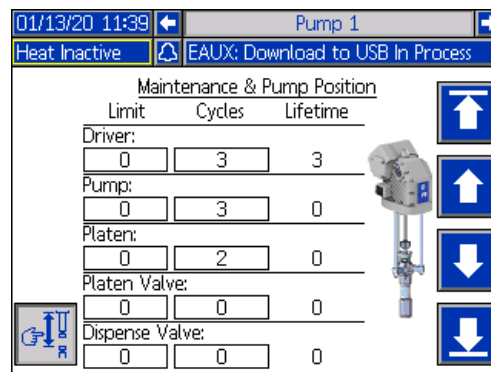 01/13/20 11:39 Pump 1
Heat Inactive EAUX: Download to USB In Process
Maintenance & Pump Position
Limit Cycles Lifetime
Driver:
0 3 3
Pump:
0 3 0
Platen:
0 2 0
Platen Valve:
0 0 0
Dispense Valve:
0 0 0